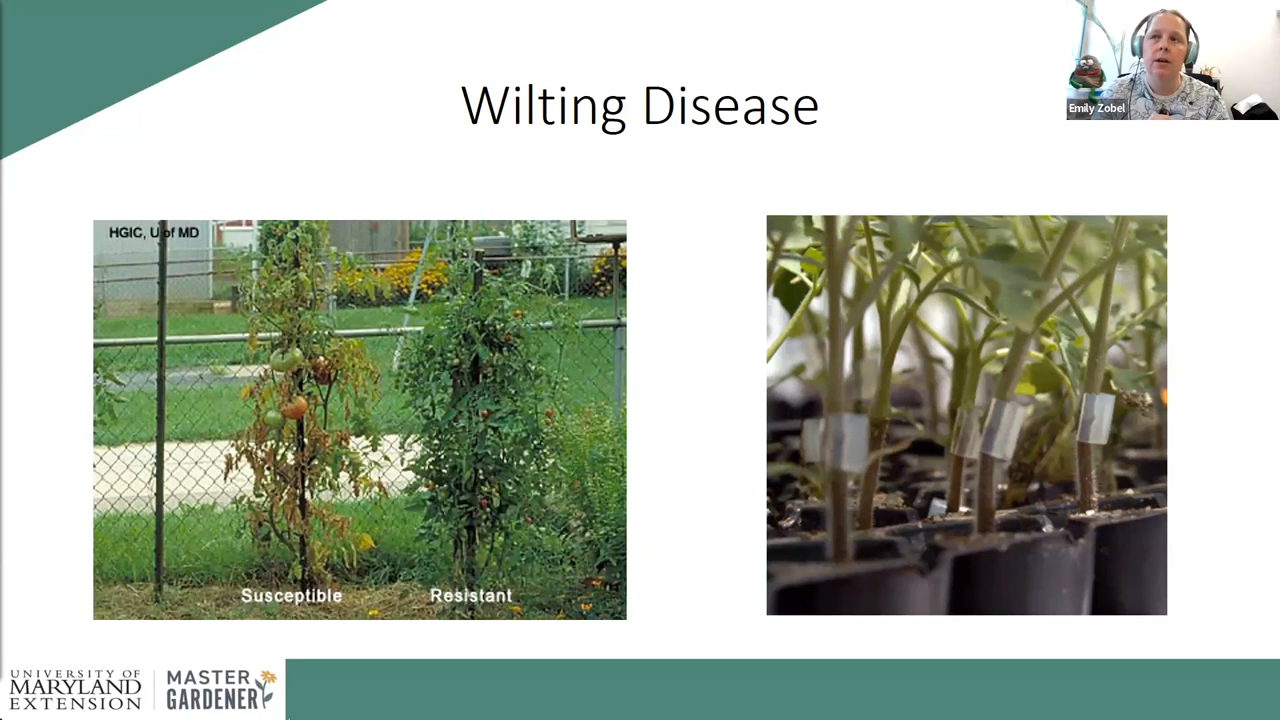 Wilting Disease
Emily Zobel
HGIC, U of MD
Susceptible
Resistant
UNIVERSITY OF
MARYLAND
EXTENSION
MASTER
GARDENER